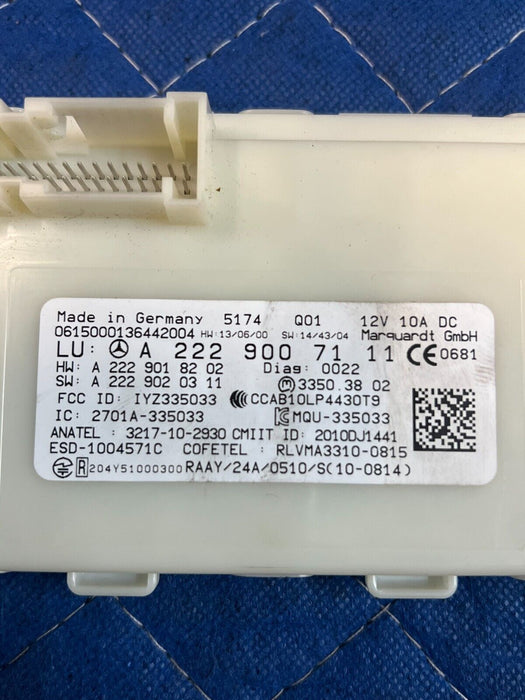 Made in Germany 5174 Q01 12V 10A DC
0615000136442004 HW:13/06/00 SW:14/43/04 Marquardt GmbH
LU: A 222 900 71 11 CE 0681
HW: A 222 901 82 02 Diag: 0022
SW: A 222 902 03 11 M 3350.38 02
FCC ID: IYZ335033 CCAB10LP4430T9
IC: 2701A-335033 MQU-335033
ANATEL : 3217-10-2930 CMIIT ID: 2010DJ1441
ESD-1004571C COFETEL : RLVMA3310-0815
R 204Y51000300 RAAY/24A/0510/S(10-0814)